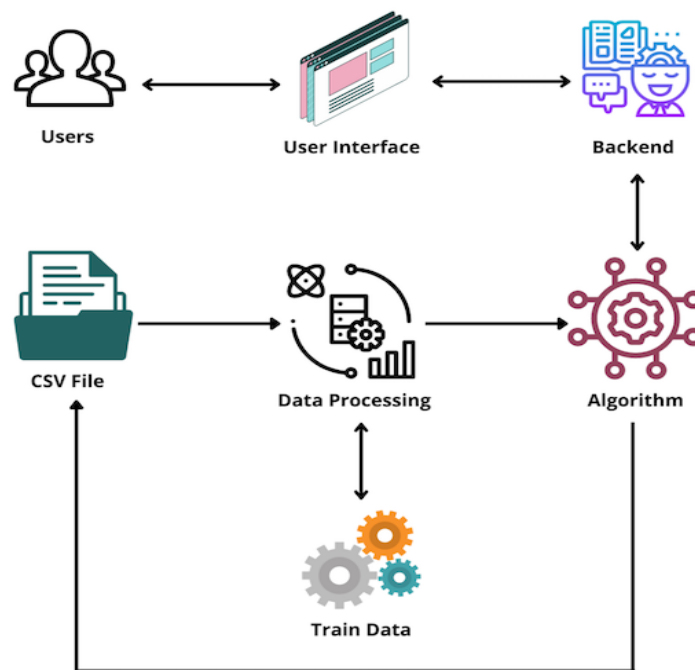 Users
User Interface
Backend
CSV File
Data Processing
Algorithm
Train Data